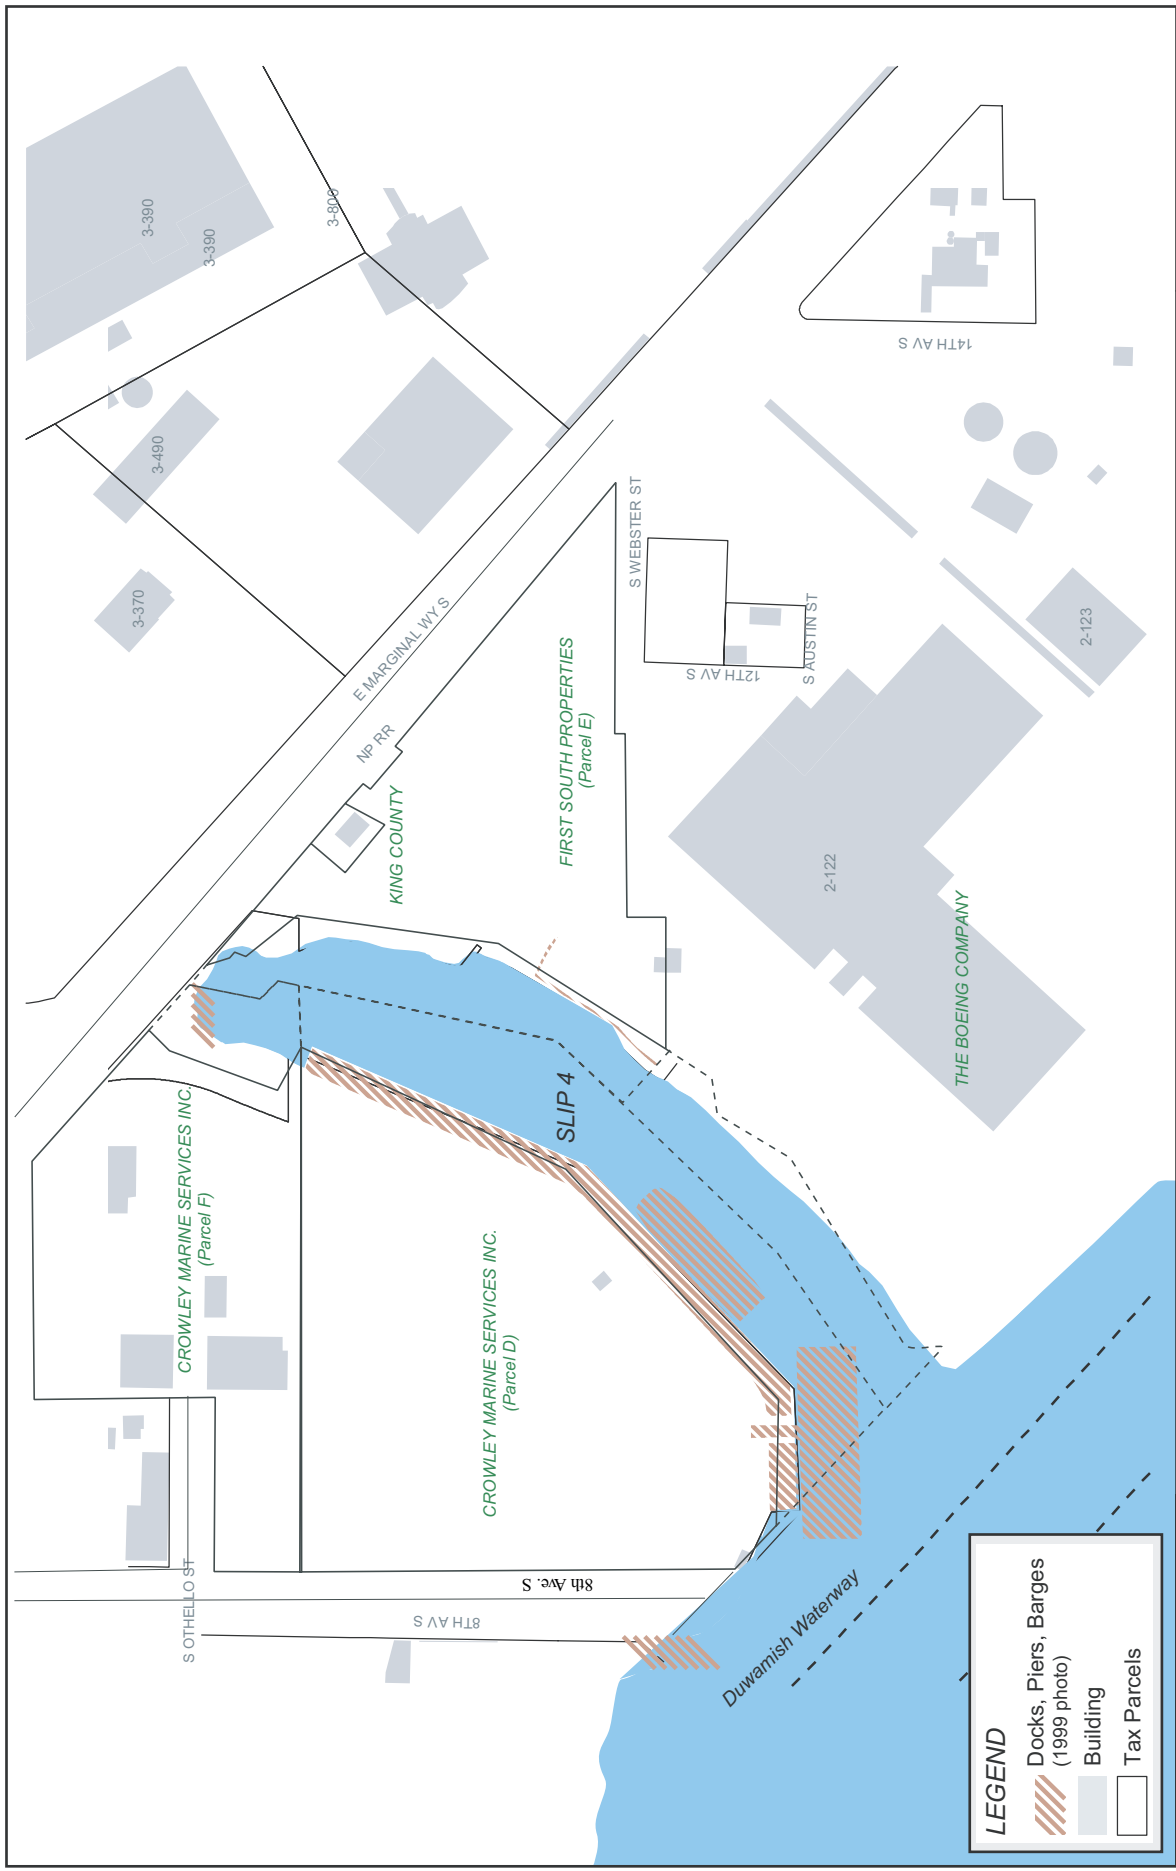 3-390
3-390
3-800
3-490
3-370
E MARGINAL WY S
NP RR
14TH AV S
S WEBSTER ST
12TH AV S
S AUSTIN ST
2-123
2-122
KING COUNTY
FIRST SOUTH PROPERTIES
(Parcel E)
THE BOEING COMPANY
CROWLEY MARINE SERVICES INC.
(Parcel F)
SLIP 4
CROWLEY MARINE SERVICES INC.
(Parcel D)
S OTHELLO ST
8th Ave. S
8TH AV S
Duwamish Waterway
LEGEND
Docks, Piers, Barges
(1999 photo)
Building
Tax Parcels